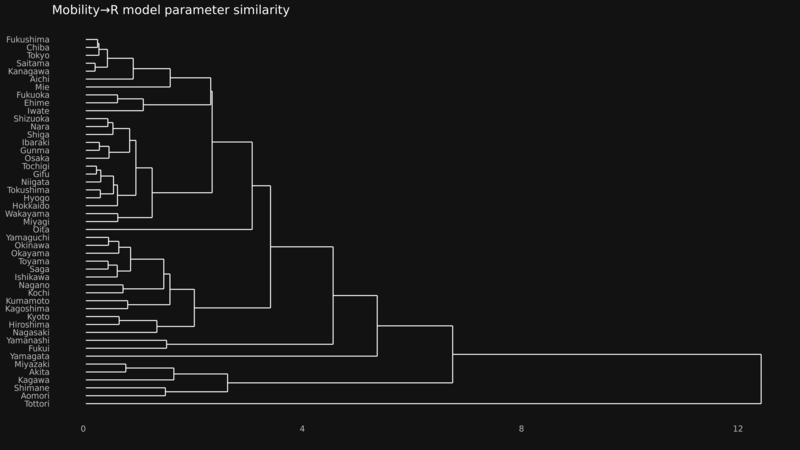 Mobility→R model parameter similarity
Fukushima
Chiba
Tokyo
Saitama
Kanagawa
Aichi
Mie
Fukuoka
Ehime
Iwate
Shizuoka
Nara
Shiga
Ibaraki
Gunma
Osaka
Tochigi
Gifu
Niigata
Tokushima
Hyogo
Hokkaido
Wakayama
Miyagi
Oita
Yamaguchi
Okinawa
Okayama
Toyama
Saga
Ishikawa
Nagano
Kochi
Kumamoto
Kagoshima
Kyoto
Hiroshima
Nagasaki
Yamanashi
Fukui
Yamagata
Miyazaki
Akita
Kagawa
Shimane
Aomori
Tottori
0 4 8 12